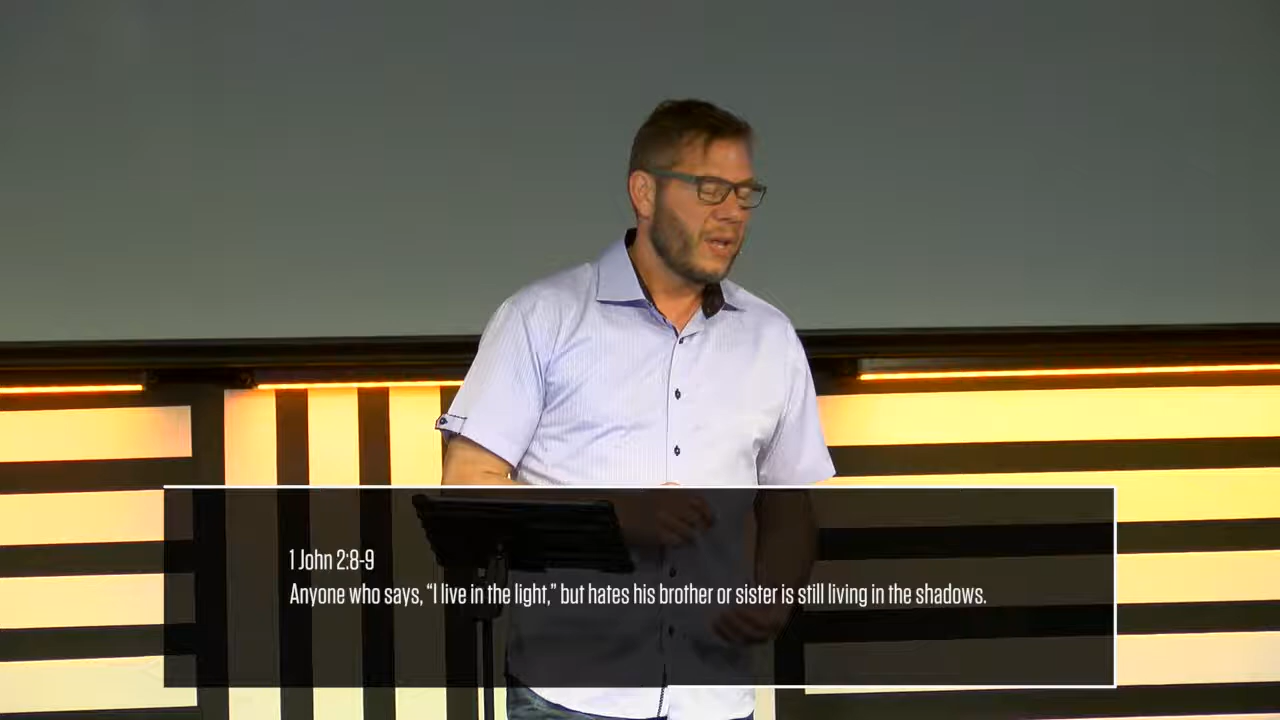 1 John 2:8-9
Anyone who says, “I live in the light,” but hates his brother or sister is still living in the shadows.